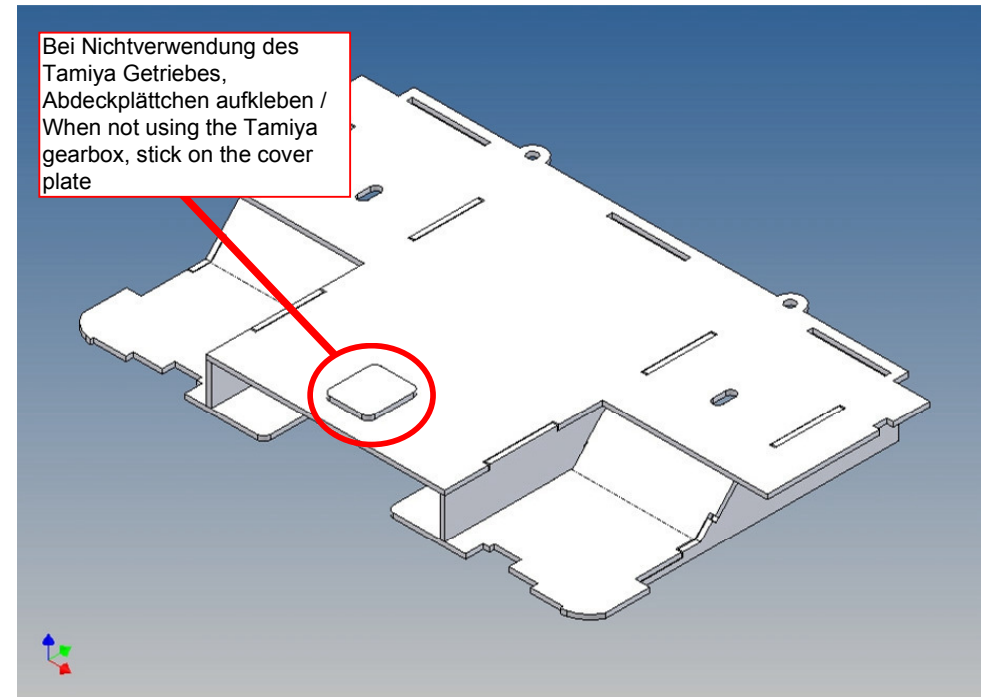 Bei Nichtverwendung des
Tamiya Getriebes,
Abdeckplättchen aufkleben /
When not using the Tamiya
gearbox, stick on the cover
plate